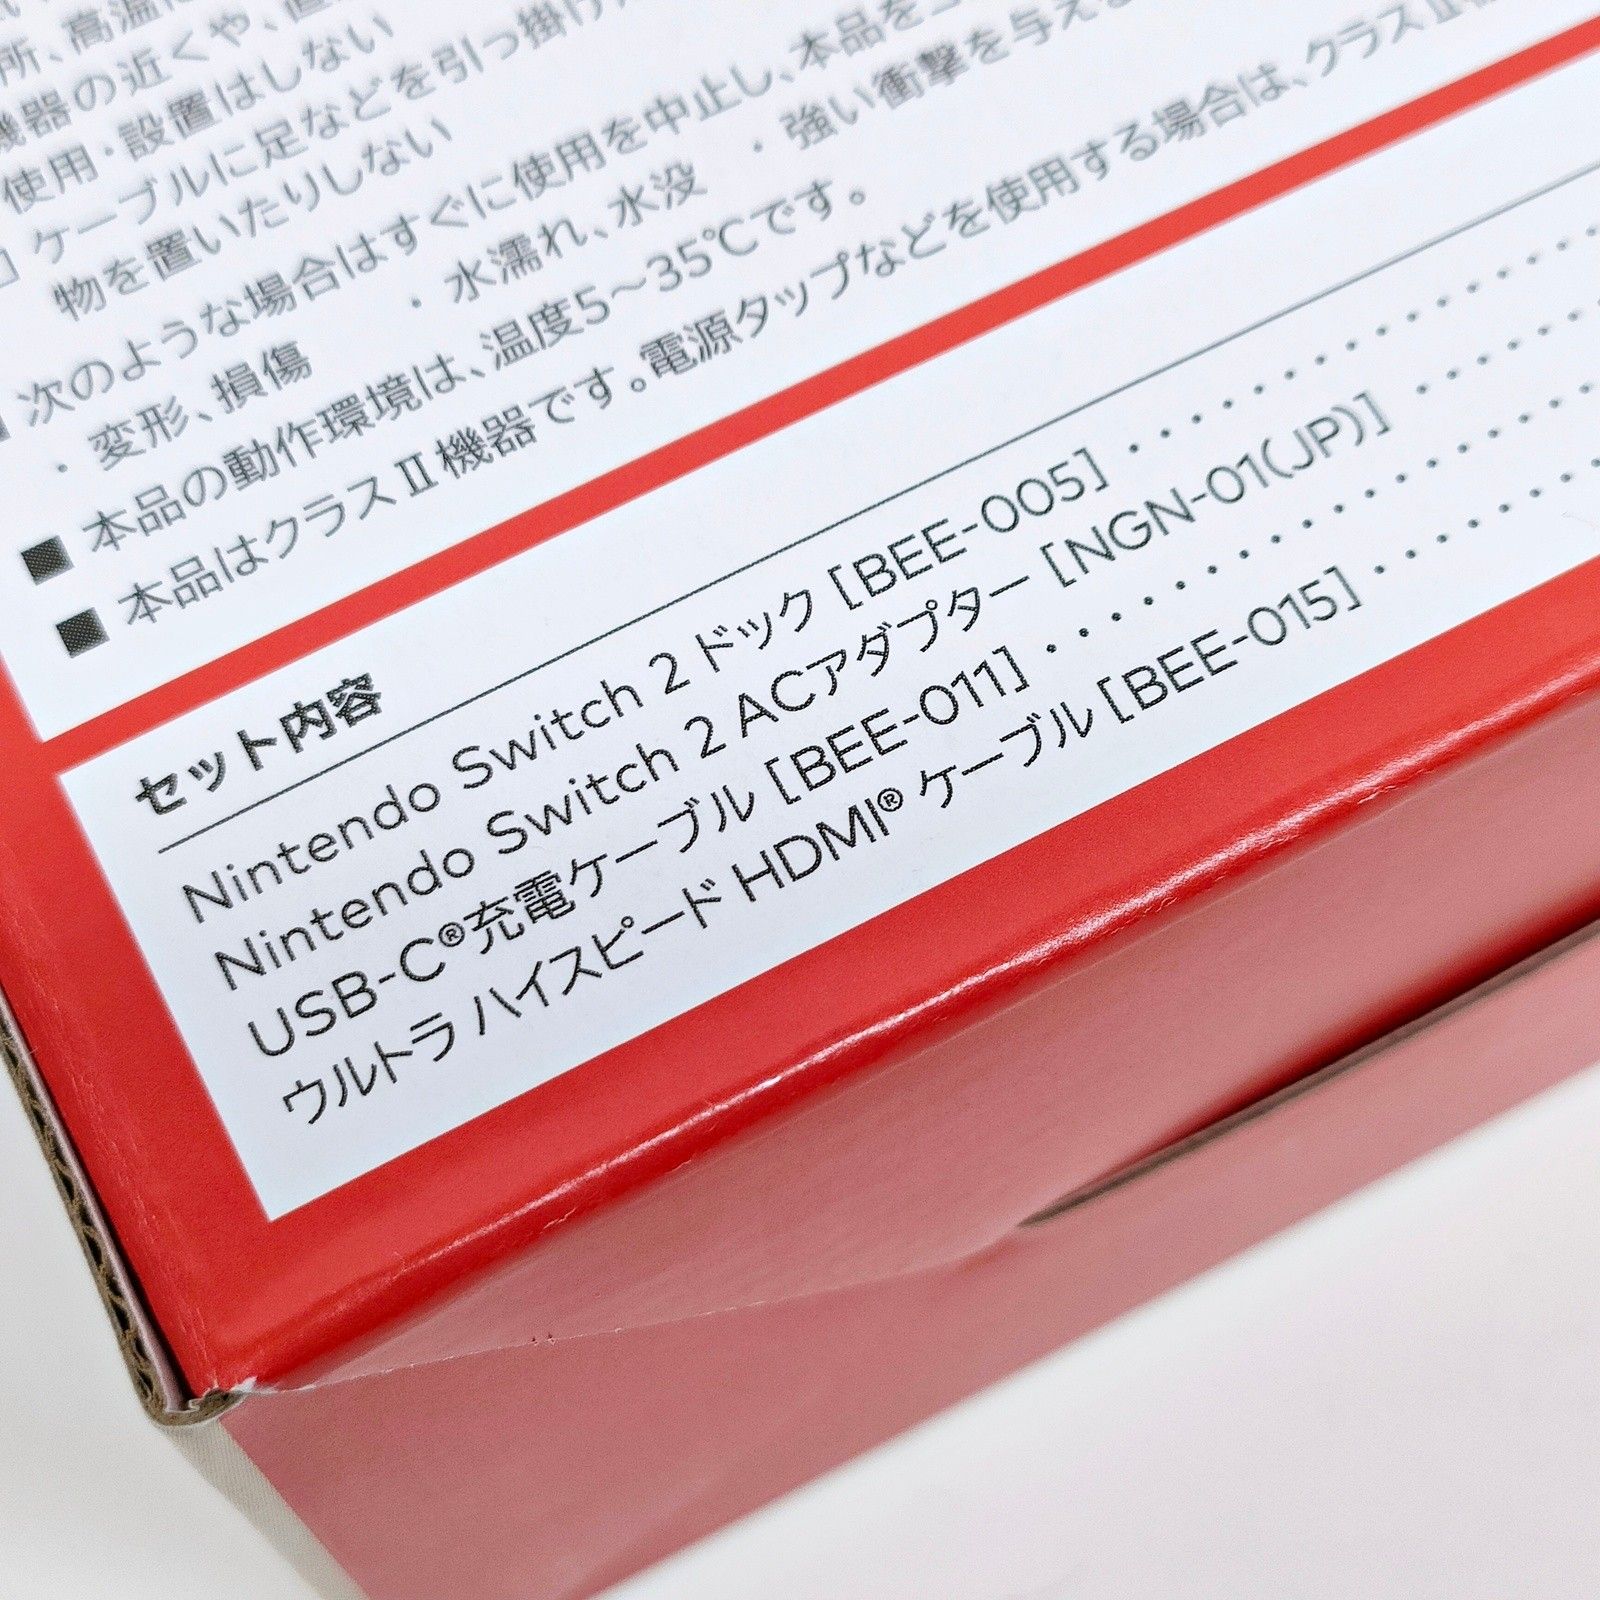 所、高温
機器の近くや、直
使用・設置はしない
□ ケーブルに足などを引っ掛け
物を置いたりしない
■ 次のような場合はすぐに使用を中止し、本品を
・変形、損傷 ・水濡れ、水没 ・強い衝撃を与え
■ 本品の動作環境は、温度5～35℃です。
■ 本品はクラスⅡ機器です。電源タップなどを使用する場合は、クラスⅡ
セット内容
Nintendo Switch 2 ドック [BEE-005]
Nintendo Switch 2 ACアダプター [NGN-01(JP)]
USB-C®充電ケーブル [BEE-011]
ウルトラ ハイスピード HDMI® ケーブル [BEE-015]